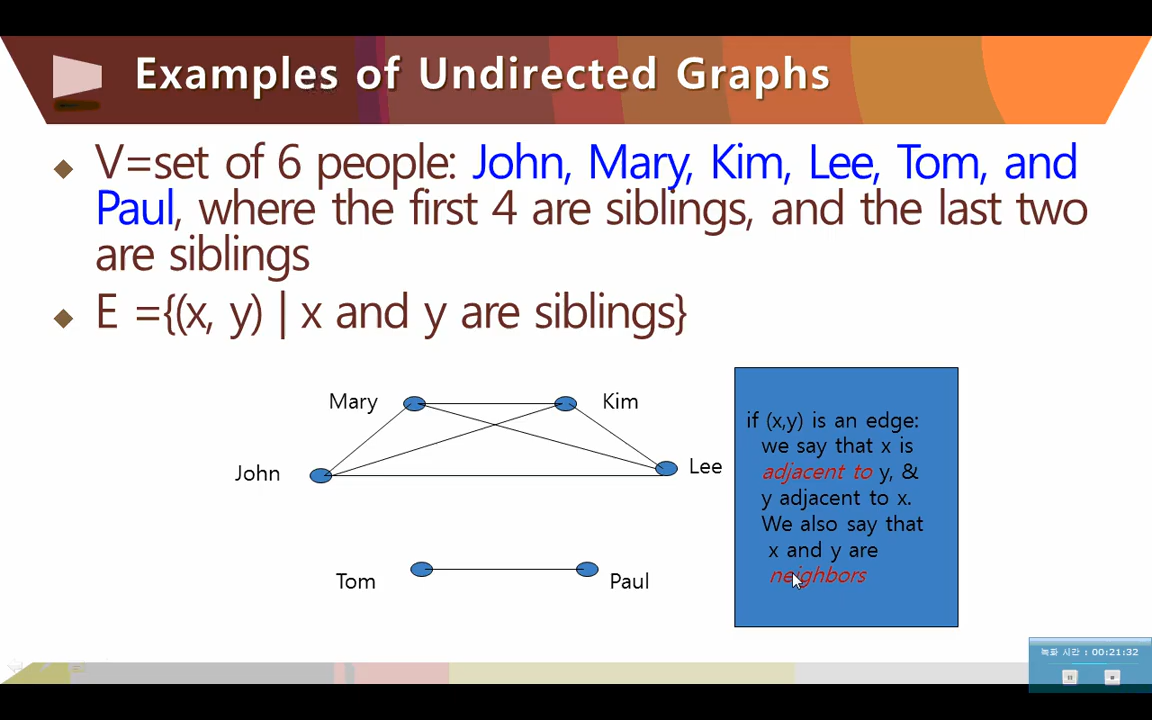 Examples of Undirected Graphs
V=set of 6 people: John, Mary, Kim, Lee, Tom, and
Paul, where the first 4 are siblings, and the last two
are siblings
E ={(x, y) | x and y are siblings}
Mary
Kim
John
Lee
Tom
Paul
if (x,y) is an edge:
we say that x is
adjacent to y, &
y adjacent to x.
We also say that
x and y are
neighbors
녹화 시간 : 00:21:32